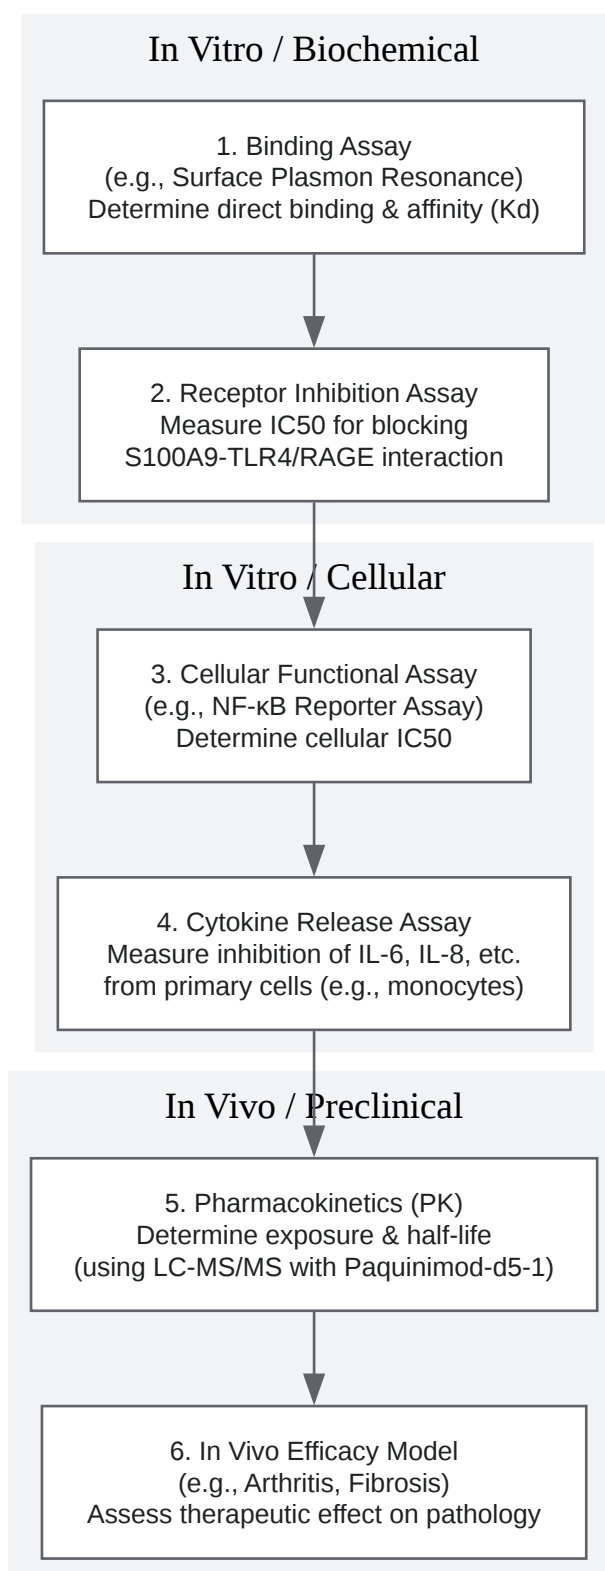 In Vitro / Biochemical
1. Binding Assay
(e.g., Surface Plasmon Resonance)
Determine direct binding & affinity (Kd)
2. Receptor Inhibition Assay
Measure IC50 for blocking
S100A9-TLR4/RAGE interaction
In Vitro / Cellular
3. Cellular Functional Assay
(e.g., NF-κB Reporter Assay)
Determine cellular IC50
4. Cytokine Release Assay
Measure inhibition of IL-6, IL-8, etc.
from primary cells (e.g., monocytes)
In Vivo / Preclinical
5. Pharmacokinetics (PK)
Determine exposure & half-life
(using LC-MS/MS with Paquinimod-d5-1)
6. In Vivo Efficacy Model
(e.g., Arthritis, Fibrosis)
Assess therapeutic effect on pathology